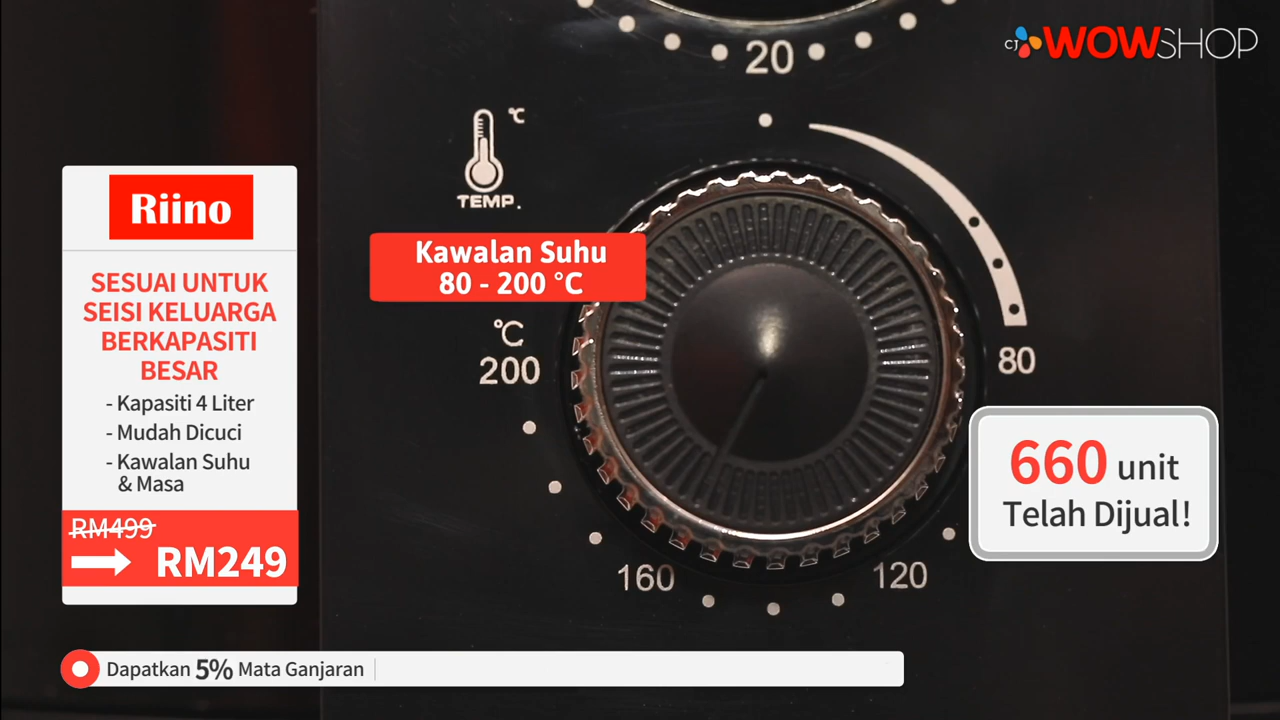 CJ WOWSHOP
20
°C
TEMP.
Riino
Kawalan Suhu
80 - 200 °C
SESUAI UNTUK
SEISI KELUARGA
BERKAPASITI
BESAR
- Kapasiti 4 Liter
- Mudah Dicuci
- Kawalan Suhu
& Masa
RM499
RM249
°C
200
80
160
120
660 unit
Telah Dijual!
Dapatkan 5% Mata Ganjaran